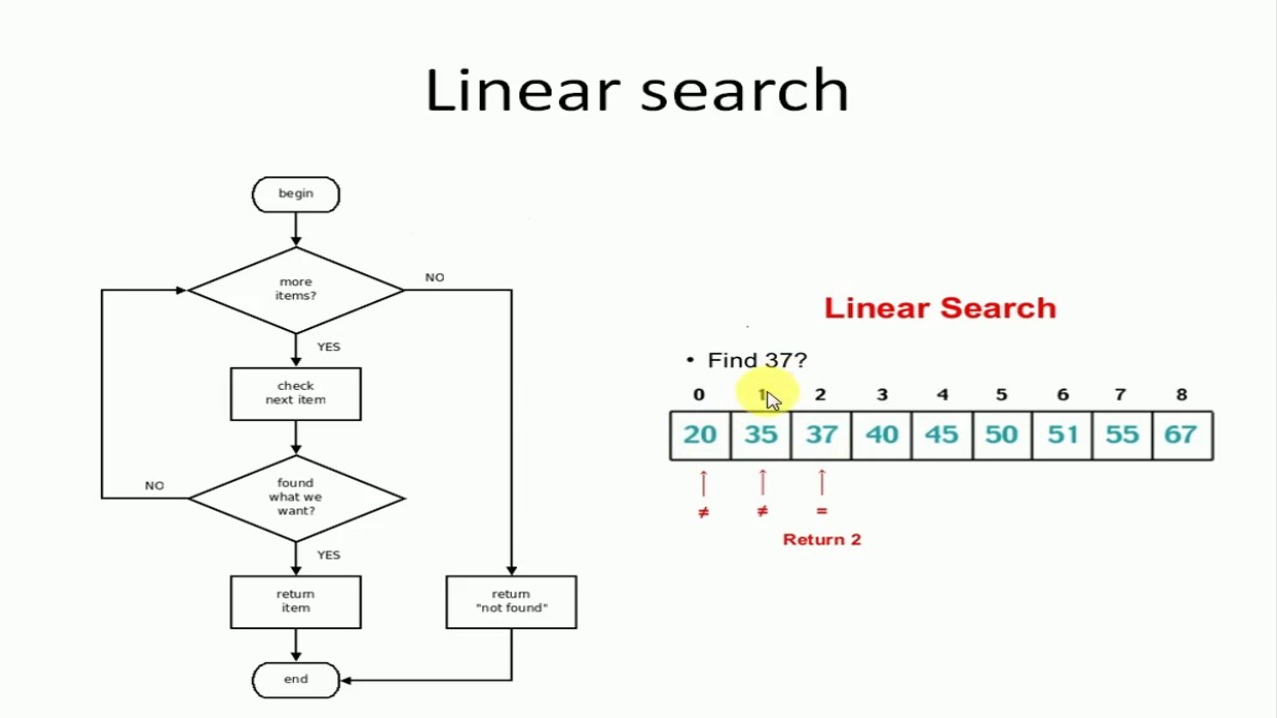 Linear search
begin
more
items?
NO
YES
check
next item
found
what we
want?
NO
YES
return
item
return
"not found"
end
Linear Search
• Find 37?
0 1 2 3 4 5 6 7 8
20 35 37 40 45 50 51 55 67
≠ ≠ =
Return 2